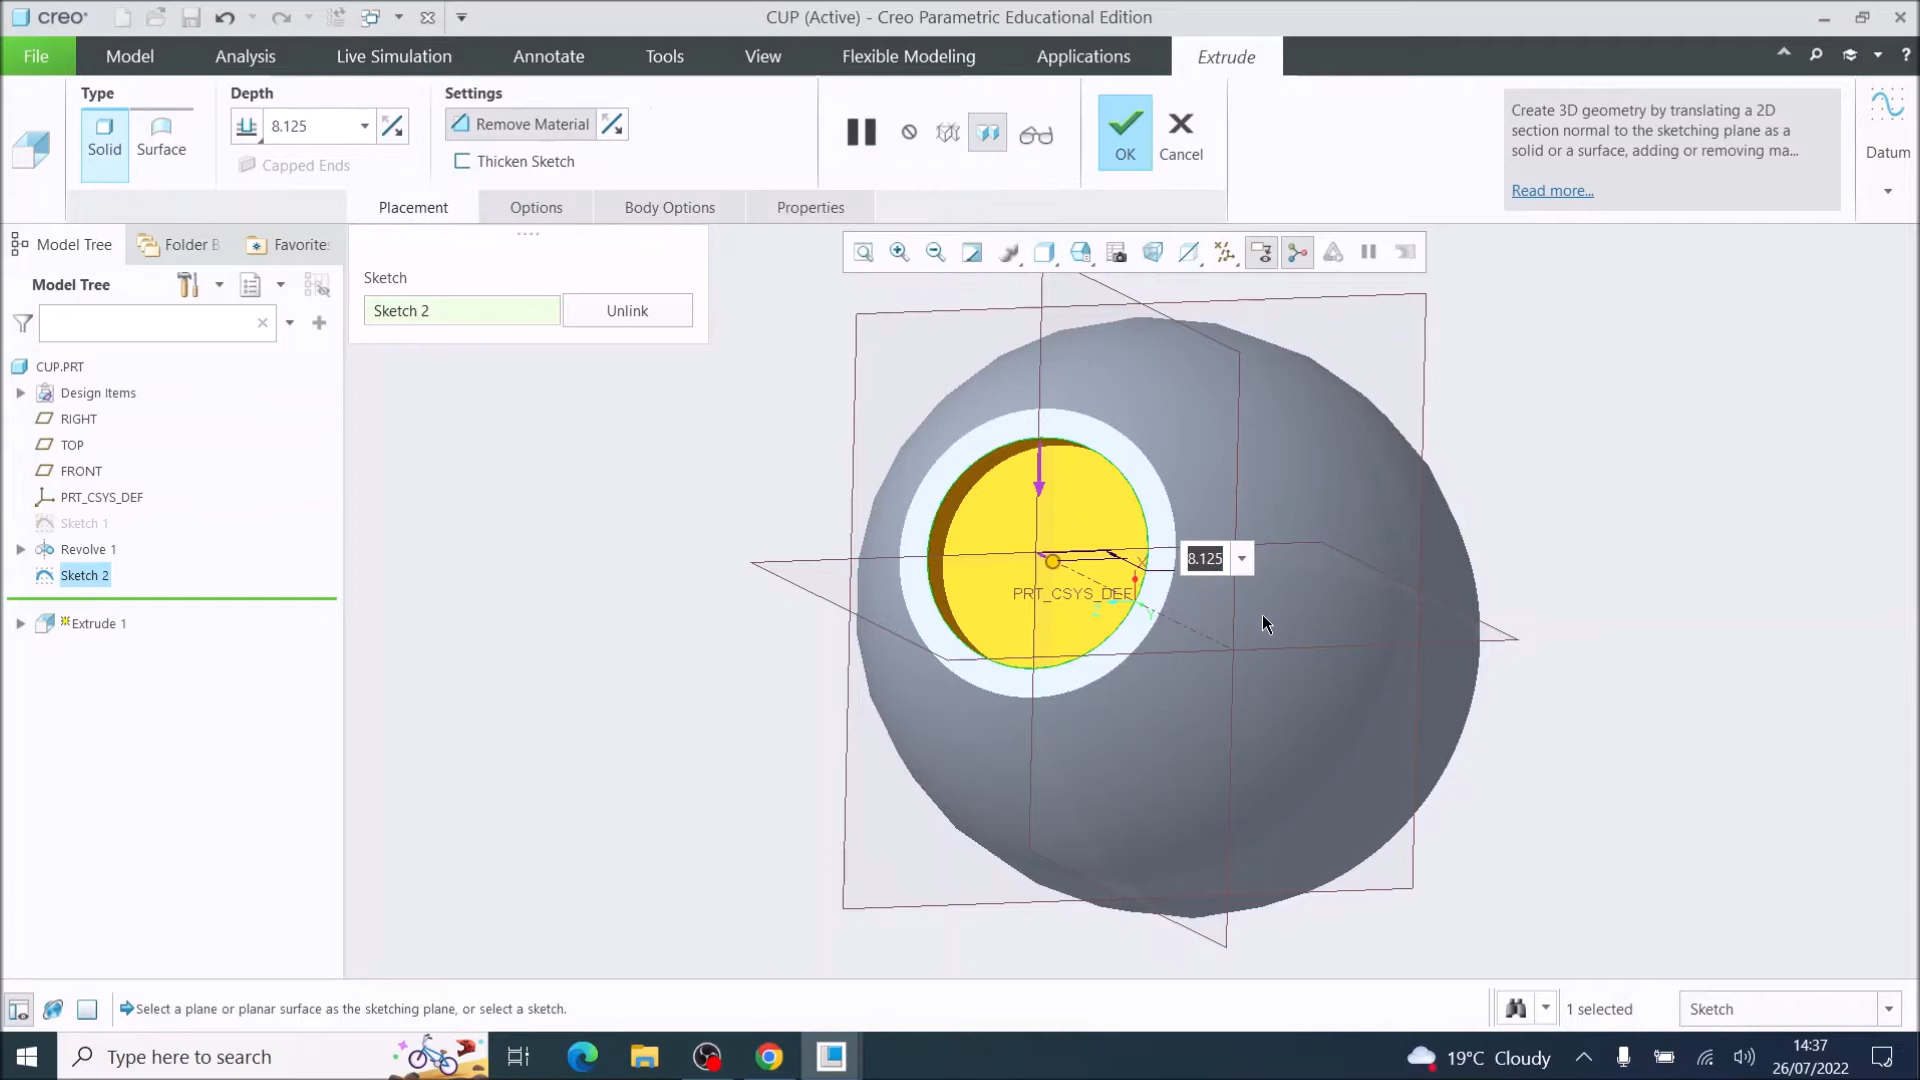 creo
CUP (Active) - Creo Parametric Educational Edition
File
Model
Analysis
Live Simulation
Annotate
Tools
View
Flexible Modeling
Applications
Extrude
Type
Depth
Settings
8.125
Remove Material
Solid
Surface
Capped Ends
Thicken Sketch
OK
Cancel
Create 3D geometry by translating a 2D
section normal to the sketching plane as a
solid or a surface, adding or removing ma...
Read more...
Datum
Placement
Options
Body Options
Properties
Model Tree
Folder B
Favorites
Model Tree
Sketch
Sketch 2
Unlink
CUP.PRT
Design Items
RIGHT
TOP
FRONT
PRT_CSYS_DEF
Sketch 1
Revolve 1
Sketch 2
Extrude 1
8.125
X
PRT_CSYS_DEF
Z
Y
Select a plane or planar surface as the sketching plane, or select a sketch.
1 selected
Sketch
Type here to search
19°C Cloudy
14:37
26/07/2022